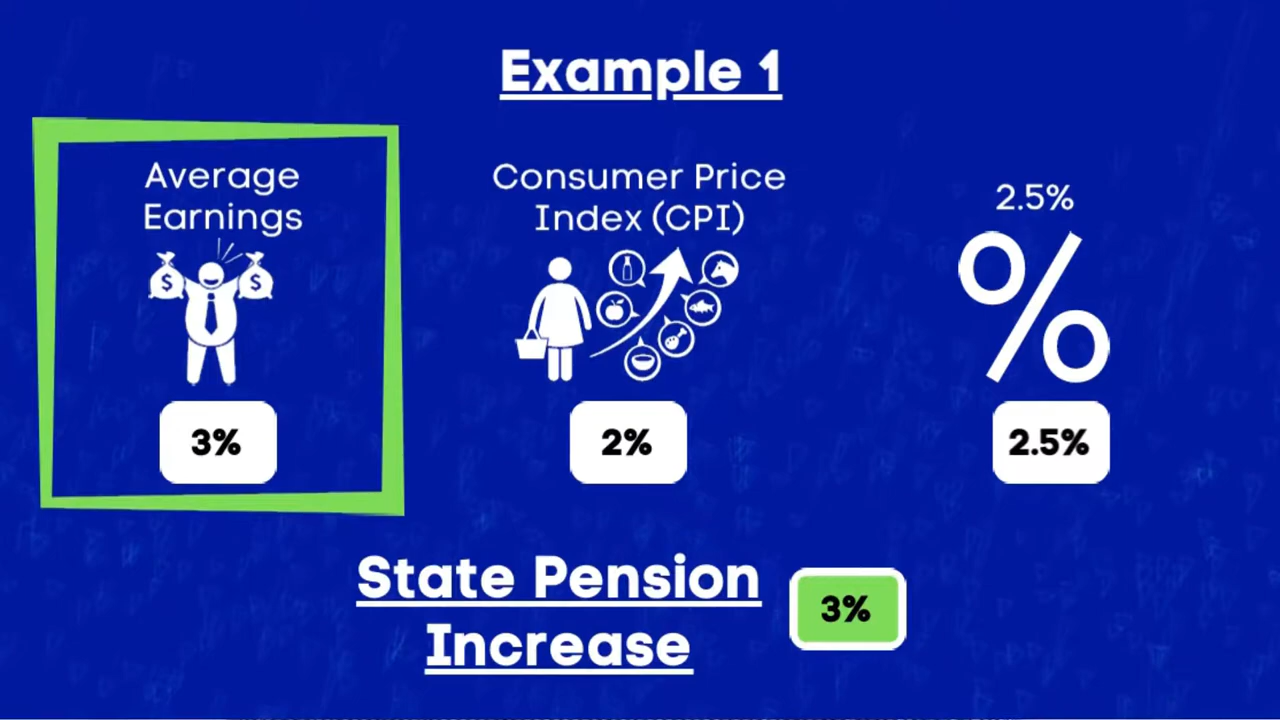 Example 1
Average
Earnings
$ $
3%
Consumer Price
Index (CPI)
2%
2.5%
%
2.5%
State Pension
Increase
3%